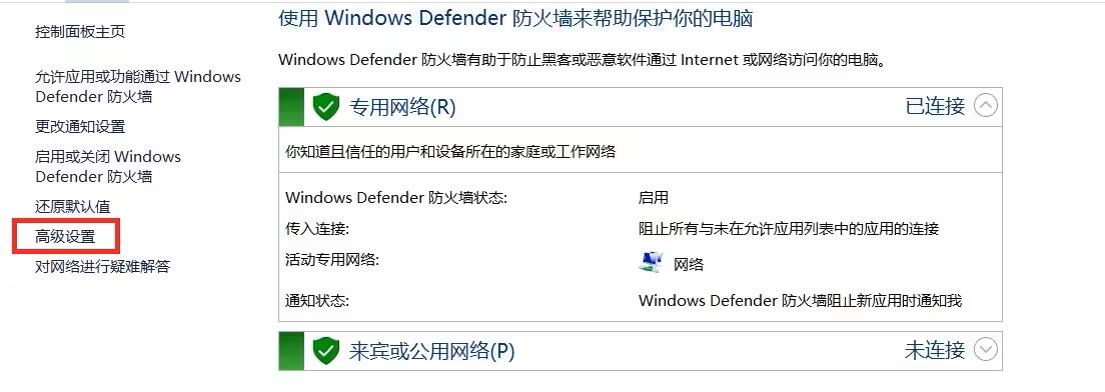 控制面板主页
允许应用或功能通过 Windows
Defender 防火墙
更改通知设置
启用或关闭 Windows
Defender 防火墙
还原默认值
高级设置
对网络进行疑难解答
使用 Windows Defender 防火墙来帮助保护你的电脑
Windows Defender 防火墙有助于防止黑客或恶意软件通过 Internet 或网络访问你的电脑。
专用网络(R) 已连接
你知道且信任的用户和设备所在的家庭或工作网络
Windows Defender 防火墙状态: 启用
传入连接: 阻止所有与未在允许应用列表中的应用的连接
活动专用网络: 网络
通知状态: Windows Defender 防火墙阻止新应用时通知我
来宾或公用网络(P) 未连接